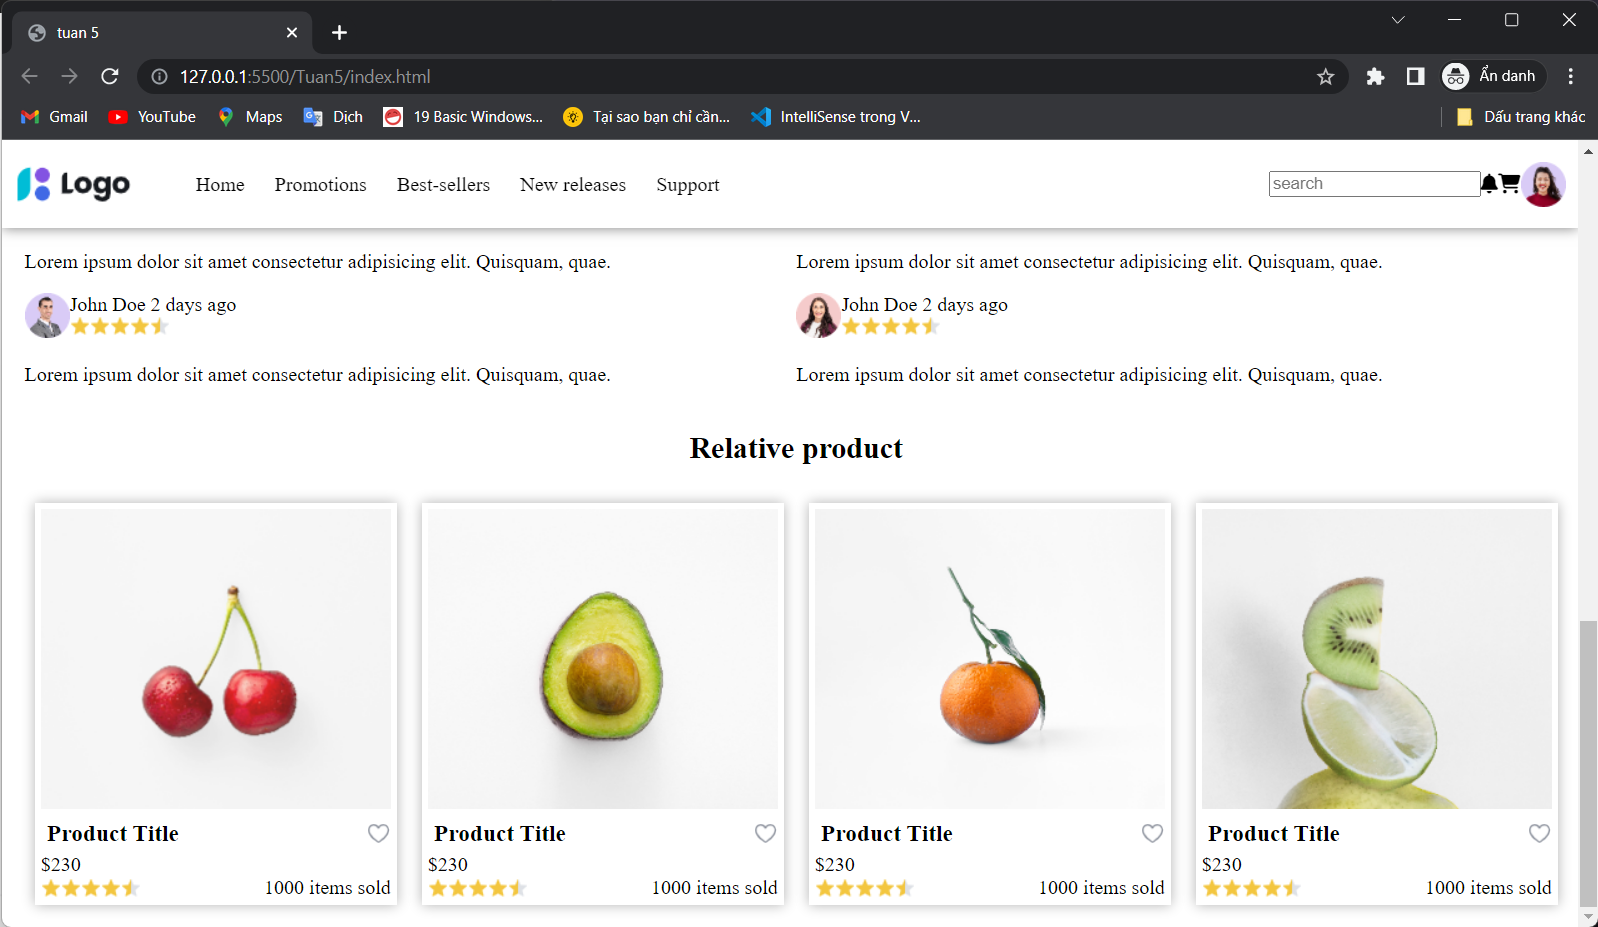 tuan 5
127.0.0.1:5500/Tuan5/index.html
Ẩn danh
Gmail YouTube Maps Dịch 19 Basic Windows... Tại sao bạn chỉ cần... IntelliSense trong V... Dấu trang khác
Logo Home Promotions Best-sellers New releases Support search
Lorem ipsum dolor sit amet consectetur adipisicing elit. Quisquam, quae. Lorem ipsum dolor sit amet consectetur adipisicing elit. Quisquam, quae.
John Doe 2 days ago John Doe 2 days ago
Lorem ipsum dolor sit amet consectetur adipisicing elit. Quisquam, quae. Lorem ipsum dolor sit amet consectetur adipisicing elit. Quisquam, quae.
Relative product
Product Title Product Title Product Title Product Title
$230 $230 $230 $230
1000 items sold 1000 items sold 1000 items sold 1000 items sold